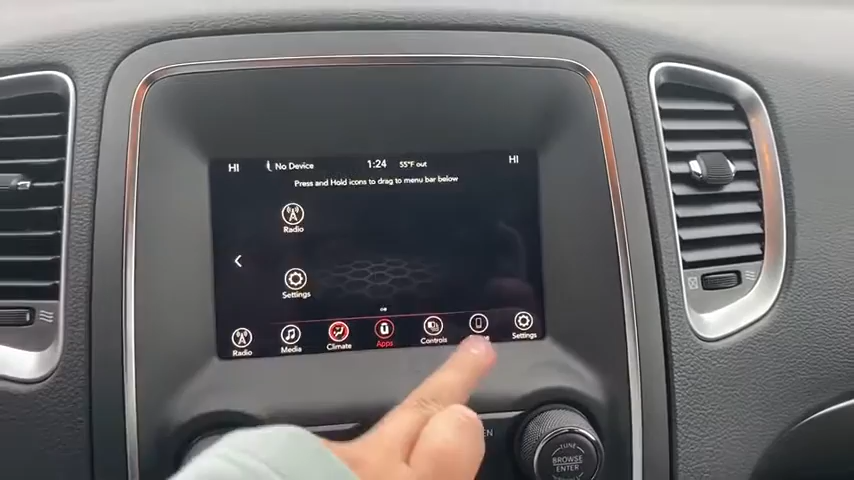 HI No Device 1:24 55°F out HI
Press and Hold icons to drag to menu bar below
Radio
Settings
Radio Media Climate Apps Controls Settings
TUNE
BROWSE